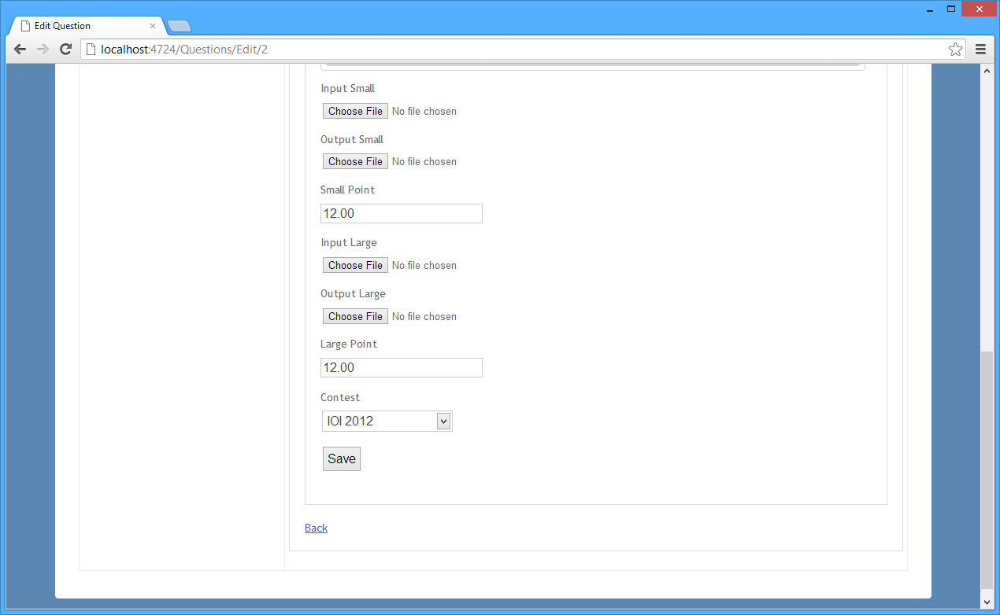 Edit Question
localhost:4724/Questions/Edit/2
Input Small
Choose File No file chosen
Output Small
Choose File No file chosen
Small Point
12.00
Input Large
Choose File No file chosen
Output Large
Choose File No file chosen
Large Point
12.00
Contest
IOI 2012
Save
Back